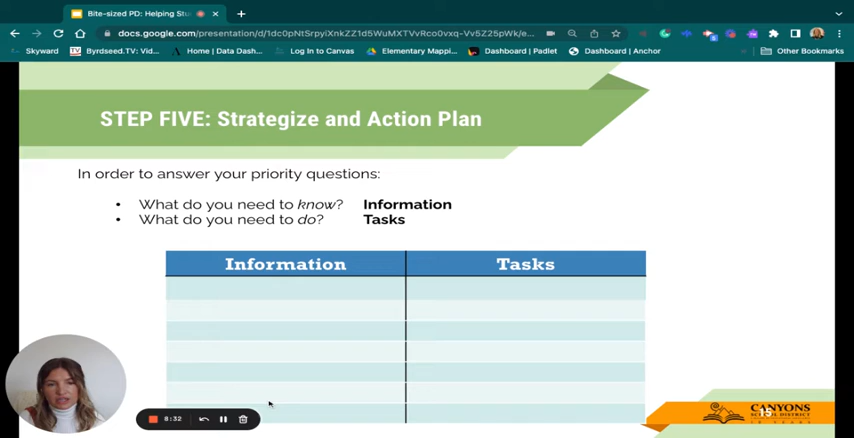 Bite-sized PD: Helping Stu
docs.google.com/presentation/d/1dc0pNtSrpyiXnkZZ1d5WuMXTVvRco0vxq-Vv5Z25pWk/e...
Skyward
Byrdseed.TV: Vid...
Home | Data Dash...
Log In to Canvas
Elementary Mappi...
Dashboard | Padlet
Dashboard | Anchor
Other Bookmarks
STEP FIVE: Strategize and Action Plan
In order to answer your priority questions:
• What do you need to know? Information
• What do you need to do? Tasks
Information Tasks
8:32
CANYONS
SCHOOL DISTRICT
15